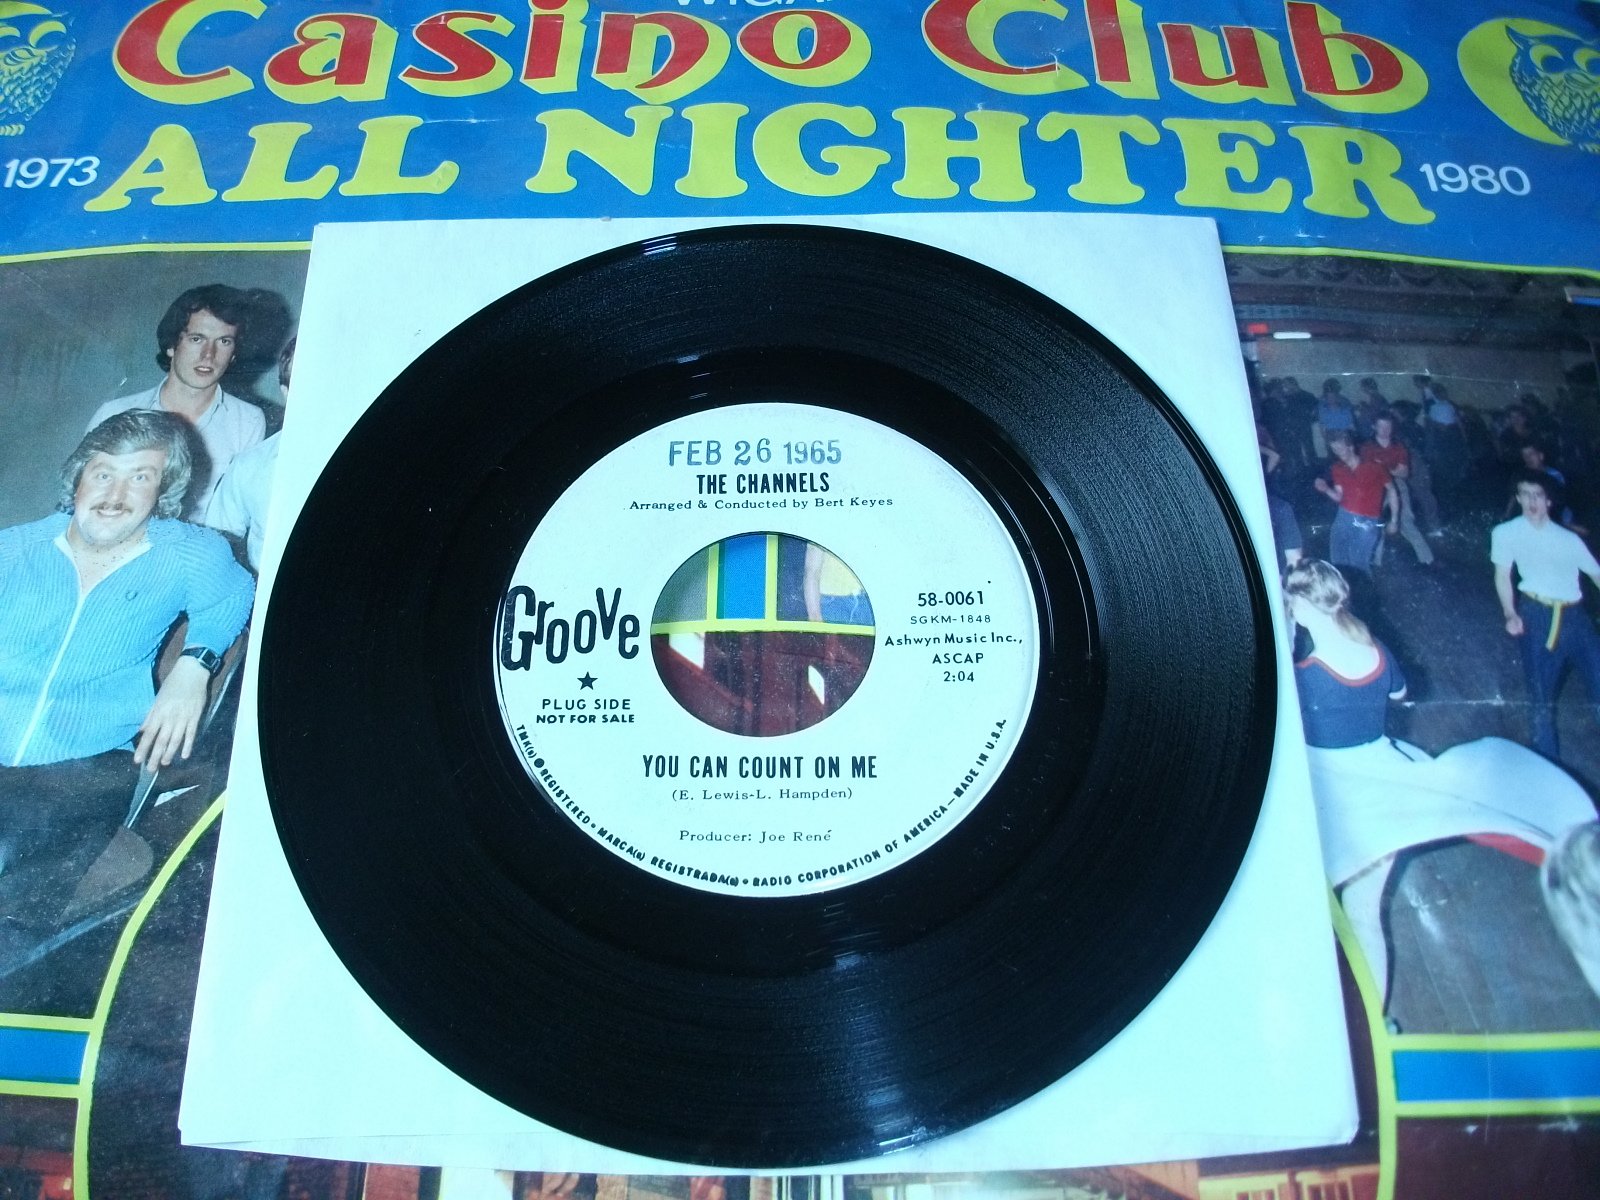 Casino Club
ALL NIGHTER
1973
1980
FEB 26 1965
THE CHANNELS
Arranged & Conducted by Bert Keyes
Groove
PLUG SIDE
NOT FOR SALE
58-0061
SGKM-1848
Ashwyn Music Inc.,
ASCAP
2:04
YOU CAN COUNT ON ME
(E. Lewis-L. Hampden)
Producer: Joe René
TMK(s) ® REGISTERED • MARCA(s) REGISTRADA(s) • RADIO CORPORATION OF AMERICA — MADE IN U.S.A.